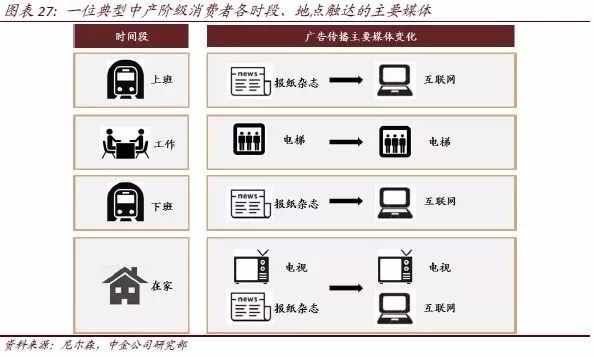 图表 27：一位典型中产阶级消费者各时段、地点触达的主要媒体
时间段
广告传播主要媒体变化
上班
news
报纸杂志
互联网
工作
电梯
电梯
下班
news
报纸杂志
互联网
在家
电视
电视
news
报纸杂志
互联网
资料来源：尼尔森，中金公司研究部